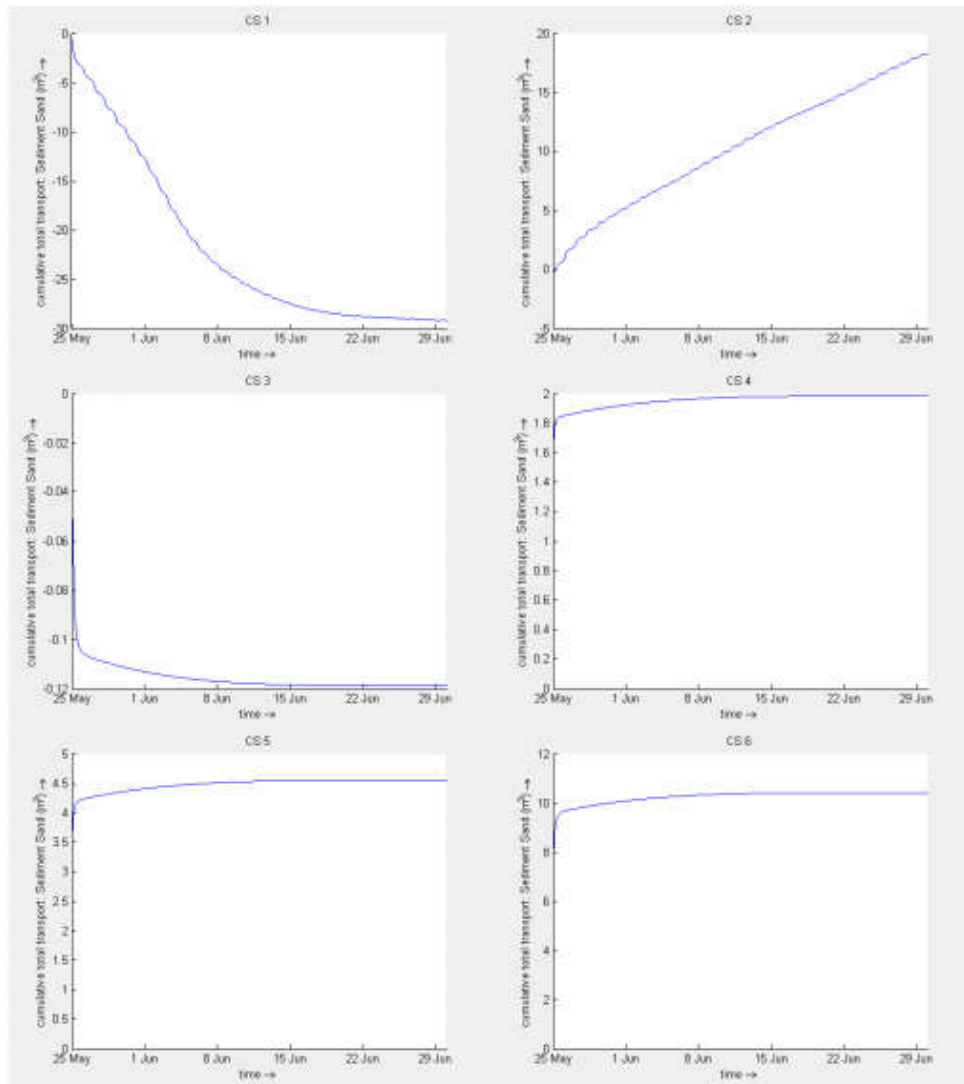 CS 1
cumulative total transport: Sediment Sand (m³) →
0
-5
-10
-15
-20
-25
-30
25 May 1 Jun 8 Jun 15 Jun 22 Jun 29 Jun
time →
CS 2
cumulative total transport: Sediment Sand (m³) →
20
15
10
5
0
-5
25 May 1 Jun 8 Jun 15 Jun 22 Jun 29 Jun
time →
CS 3
cumulative total transport: Sediment Sand (m³) →
0
-0.02
-0.04
-0.06
-0.08
-0.1
-0.12
25 May 1 Jun 8 Jun 15 Jun 22 Jun 29 Jun
time →
CS 4
cumulative total transport: Sediment Sand (m³) →
2
1.8
1.6
1.4
1.2
1
0.8
0.6
0.4
0.2
0
25 May 1 Jun 8 Jun 15 Jun 22 Jun 29 Jun
time →
CS 5
cumulative total transport: Sediment Sand (m³) →
5
4.5
4
3.5
3
2.5
2
1.5
1
0.5
0
25 May 1 Jun 8 Jun 15 Jun 22 Jun 29 Jun
time →
CS 6
cumulative total transport: Sediment Sand (m³) →
12
10
8
6
4
2
0
25 May 1 Jun 8 Jun 15 Jun 22 Jun 29 Jun
time →